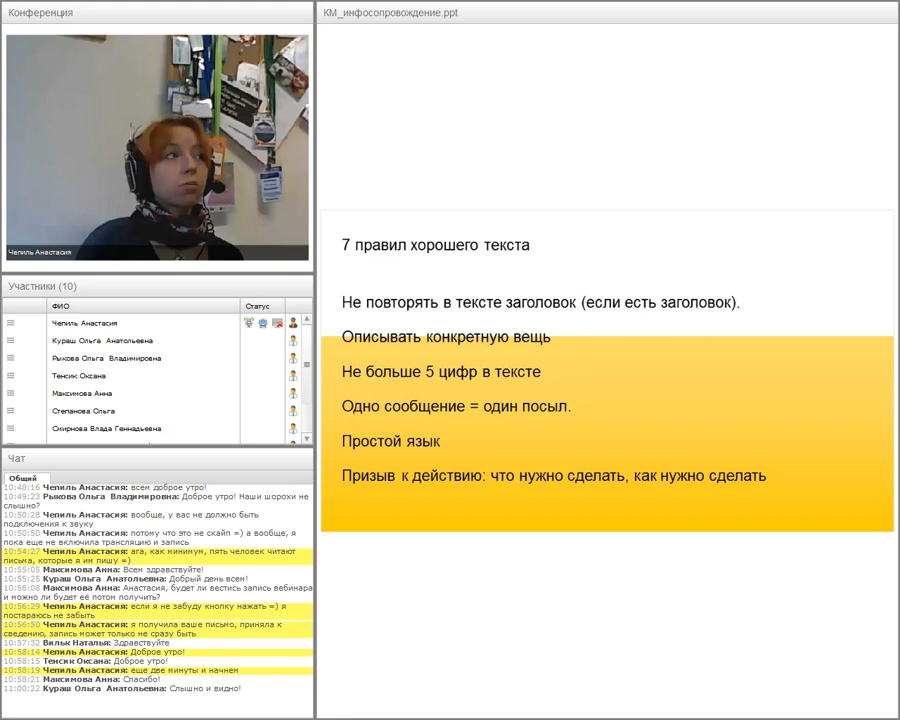 Конференция
Чепиль Анастасия
Участники (10)
ФИО
Статус
Чепиль Анастасия
Кураш Ольга Анатольевна
Рыкова Ольга Владимировна
Тенсик Оксана
Максимова Анна
Степанова Ольга
Смирнова Влада Геннадьевна
Чат
Общий
10:48:16 Чепиль Анастасия: всем доброе утро!
10:49:23 Рыкова Ольга Владимировна: Доброе утро! Наши шорохи не
слышно?
10:50:28 Чепиль Анастасия: вообще, у вас не должно быть
подключения к звуку
10:50:50 Чепиль Анастасия: потому что это не скайп =) а вообще, я
пока еще не включила трансляцию и запись
10:54:27 Чепиль Анастасия: ага, как минимум, пять человек читают
письма, которые я им пишу =)
10:55:05 Максимова Анна: Всем здравствуйте!
10:55:25 Кураш Ольга Анатольевна: Добрый день всем!
10:56:08 Максимова Анна: Анастасия, будет ли вестись запись вебинара
и можно ли будет её потом получить?
10:56:29 Чепиль Анастасия: если я не забуду кнопку нажать =) я
постараюсь не забыть
10:56:50 Чепиль Анастасия: я получила ваше письмо, приняла к
сведению, запись может только не сразу быть
10:57:32 Вильк Наталья: Здравствуйте
10:58:14 Чепиль Анастасия: Доброе утро!
10:58:15 Тенсик Оксана: Доброе утро!
10:58:19 Чепиль Анастасия: еще две минуты и начнем
10:58:21 Максимова Анна: Спасибо!
11:00:22 Кураш Ольга Анатольевна: Слышно и видно!
КМ_инфосопровождение.ppt
7 правил хорошего текста
Не повторять в тексте заголовок (если есть заголовок).
Описывать конкретную вещь
Не больше 5 цифр в тексте
Одно сообщение = один посыл.
Простой язык
Призыв к действию: что нужно сделать, как нужно сделать